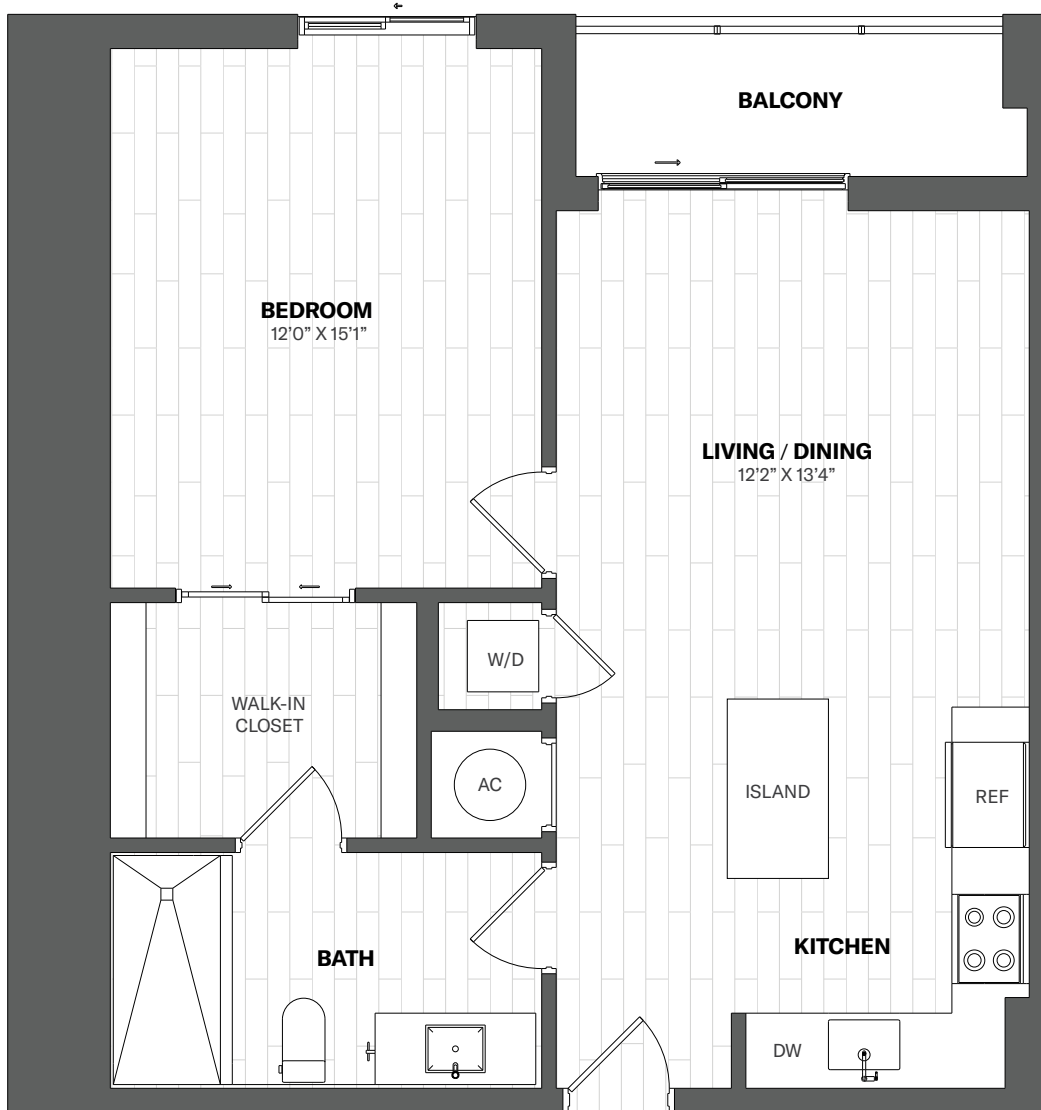 BALCONY
BEDROOM
12’0” X 15’1”
LIVING / DINING
12’2” X 13’4”
W/D
WALK-IN
CLOSET
AC
ISLAND
REF
KITCHEN
BATH
DW